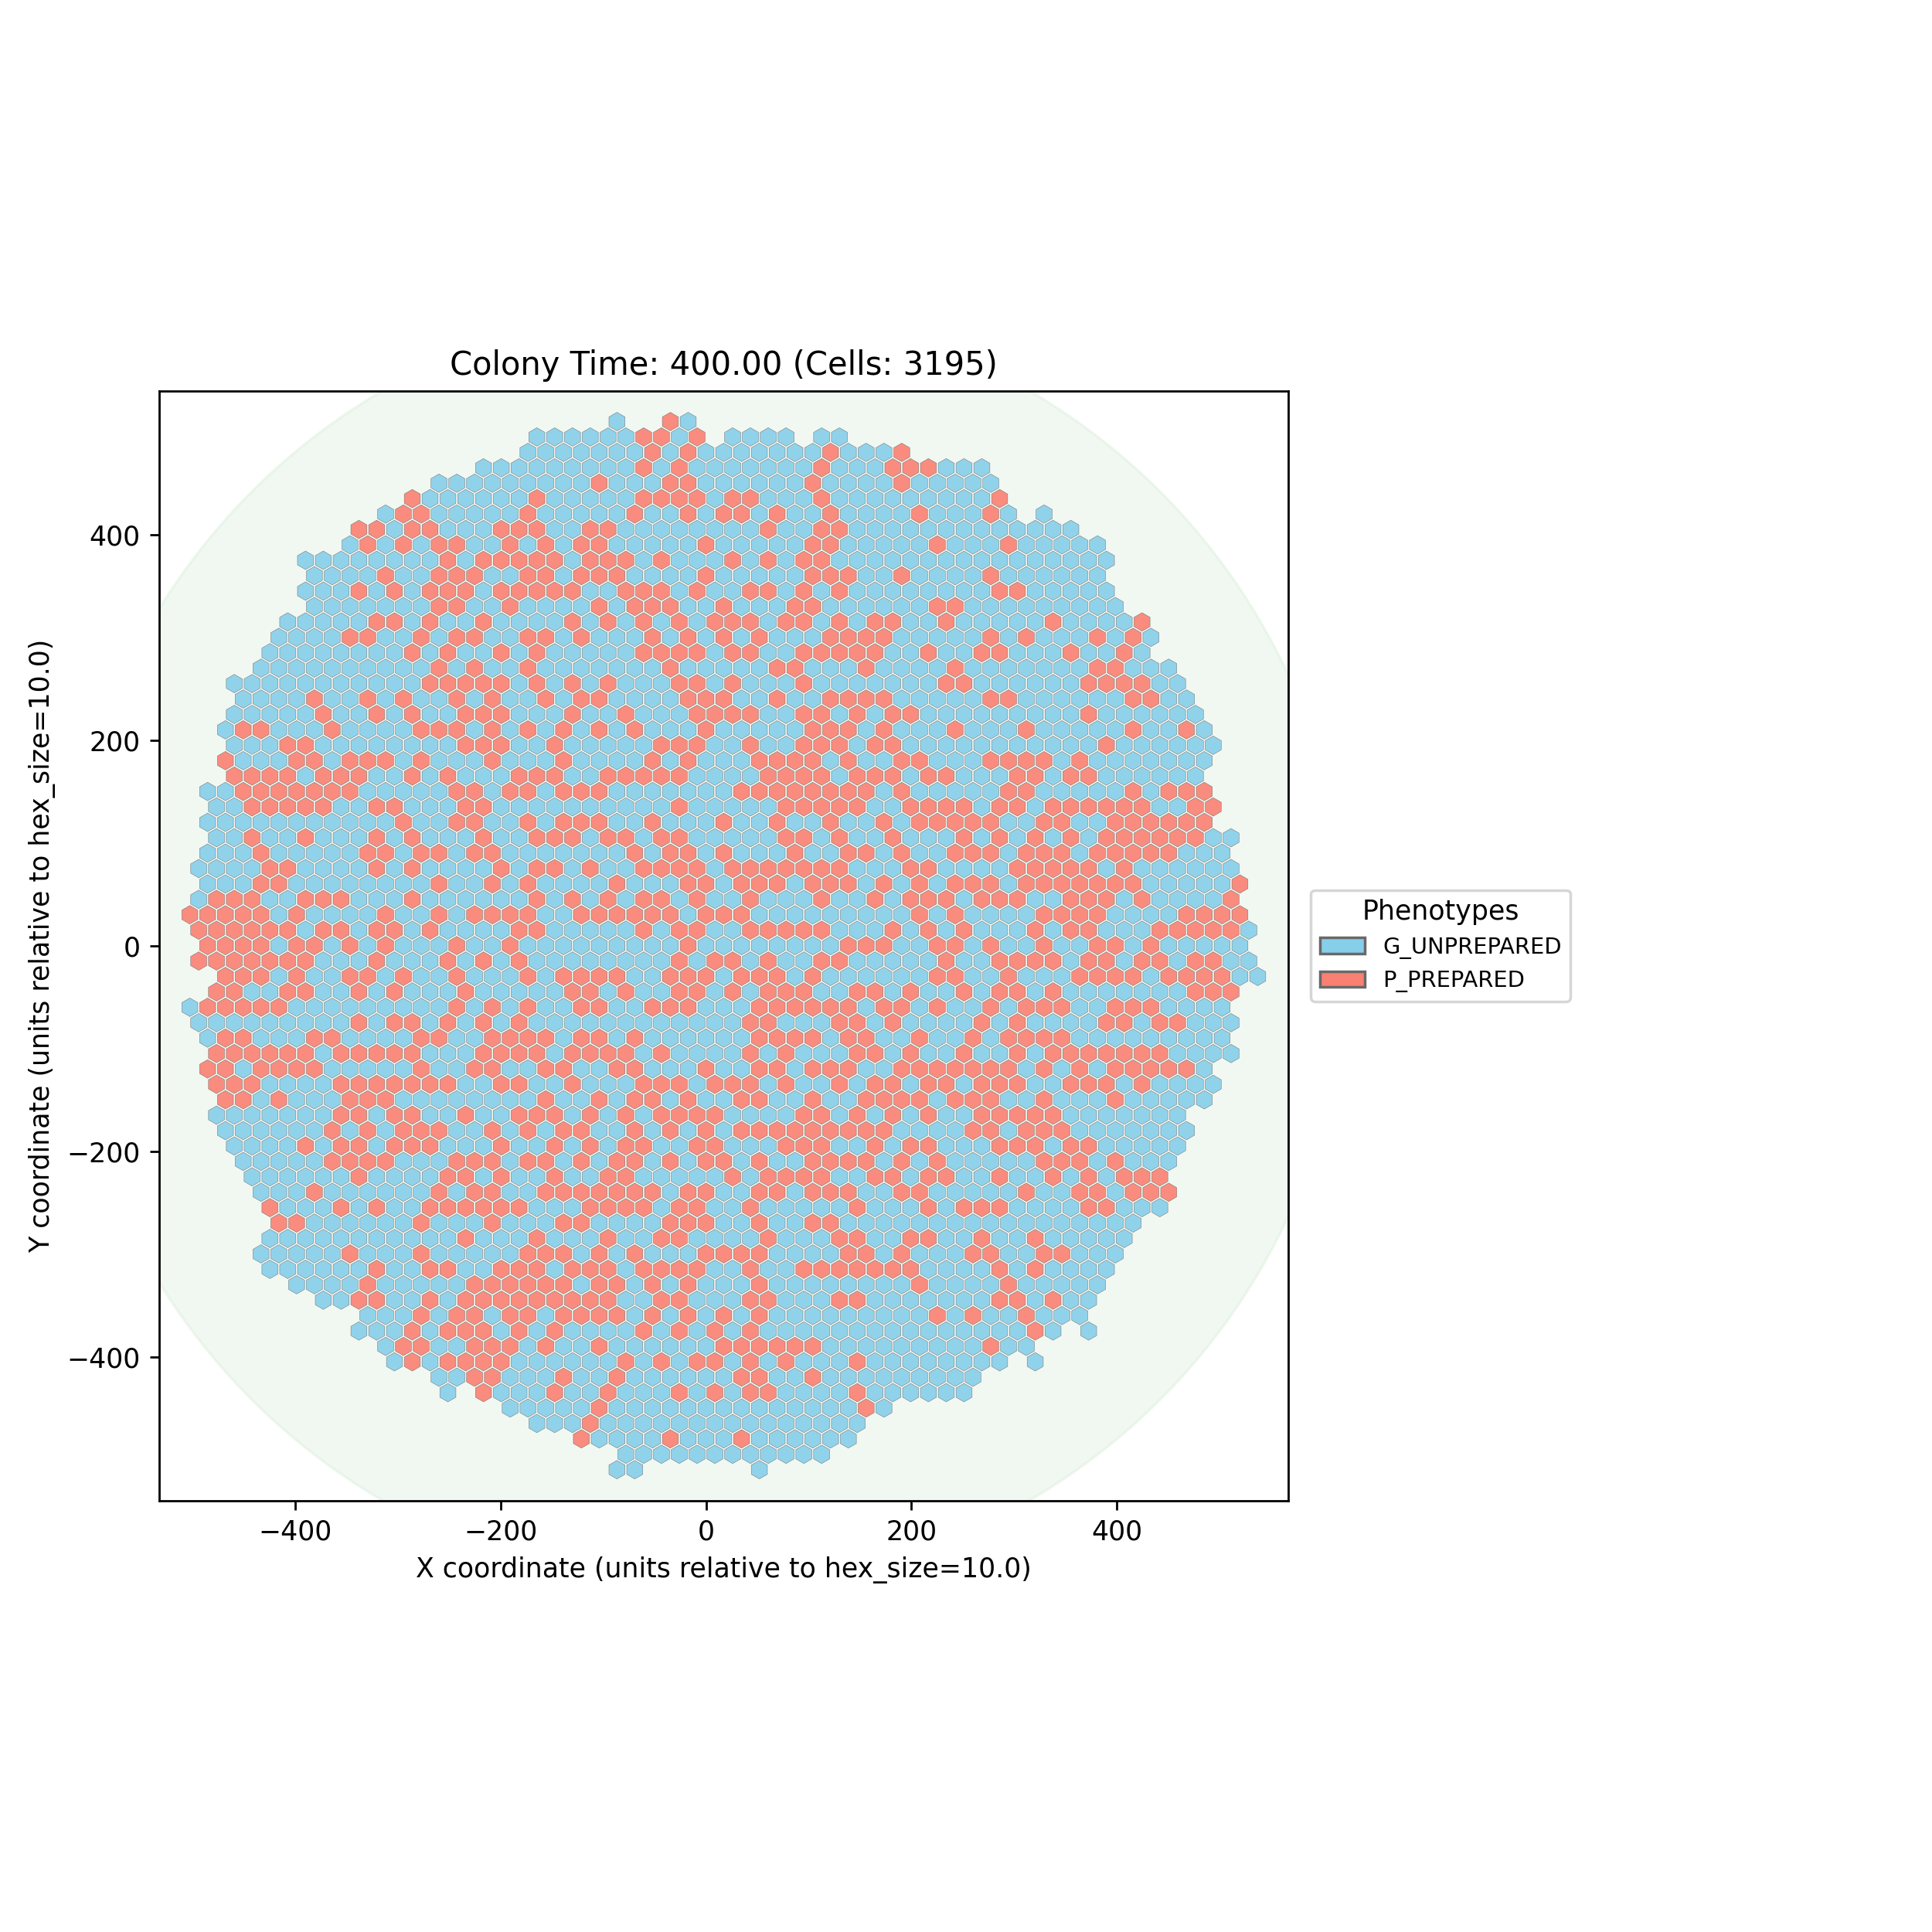 Colony Time: 400.00 (Cells: 3195)
Y coordinate (units relative to hex_size=10.0)
400
200
0
−200
−400
−400 −200 0 200 400
X coordinate (units relative to hex_size=10.0)
Phenotypes
G_UNPREPARED
P_PREPARED